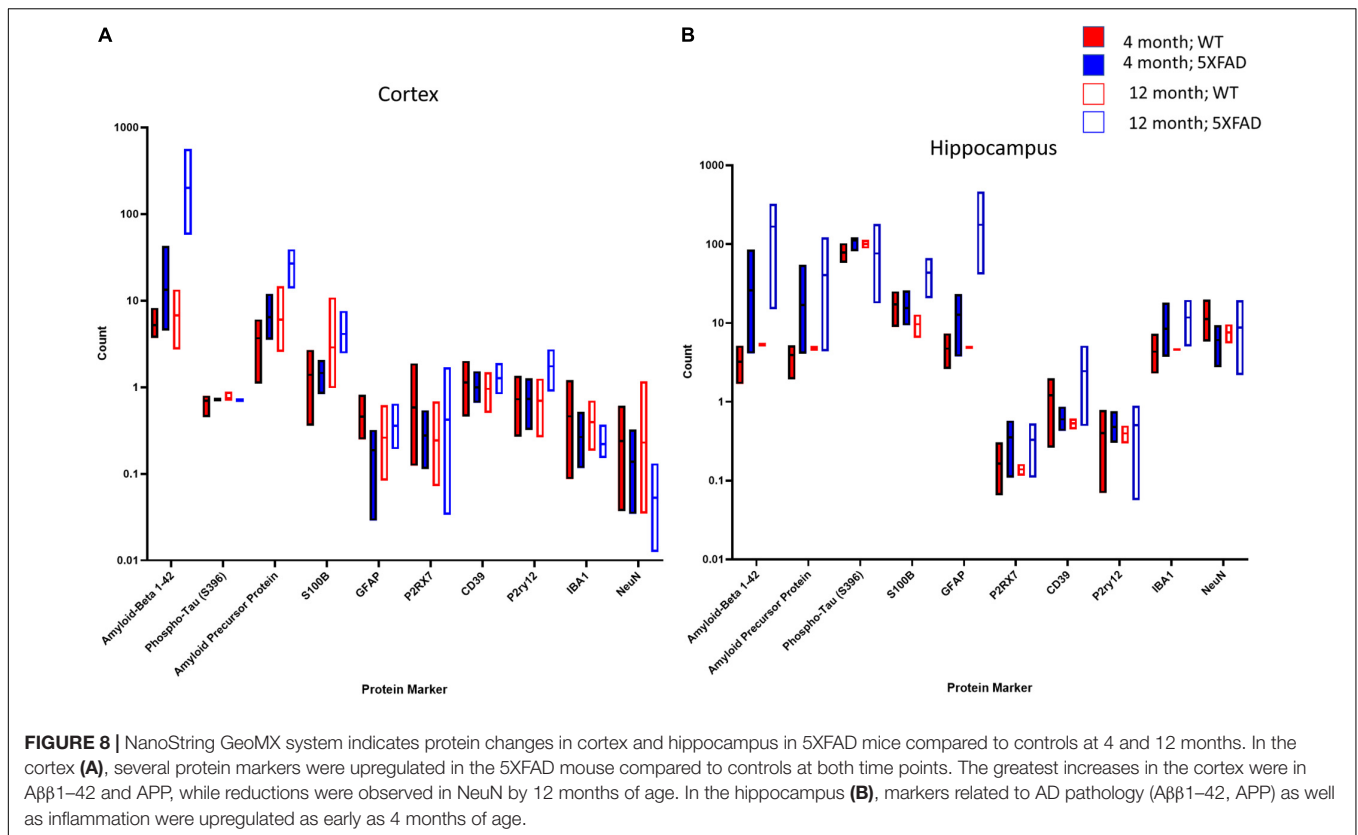 A
B
4 month; WT
4 month; 5XFAD
12 month; WT
12 month; 5XFAD
Cortex
Hippocampus
1000
100
10
1
0.1
0.01
Count
Amyloid-Beta 1-42
Phospho-Tau (S396)
Amyloid Precursor Protein
S100B
GFAP
P2RX7
CD39
P2ry12
IBA1
NeuN
Protein Marker
1000
100
10
1
0.1
0.01
Count
Amyloid-Beta 1-42
Amyloid Precursor Protein
Phospho-Tau (S396)
S100B
GFAP
P2RX7
CD39
P2ry12
IBA1
NeuN
Protein Marker
FIGURE 8 | NanoString GeoMX system indicates protein changes in cortex and hippocampus in 5XFAD mice compared to controls at 4 and 12 months. In the
cortex (A), several protein markers were upregulated in the 5XFAD mouse compared to controls at both time points. The greatest increases in the cortex were in
Aββ1–42 and APP, while reductions were observed in NeuN by 12 months of age. In the hippocampus (B), markers related to AD pathology (Aββ1–42, APP) as well
as inflammation were upregulated as early as 4 months of age.